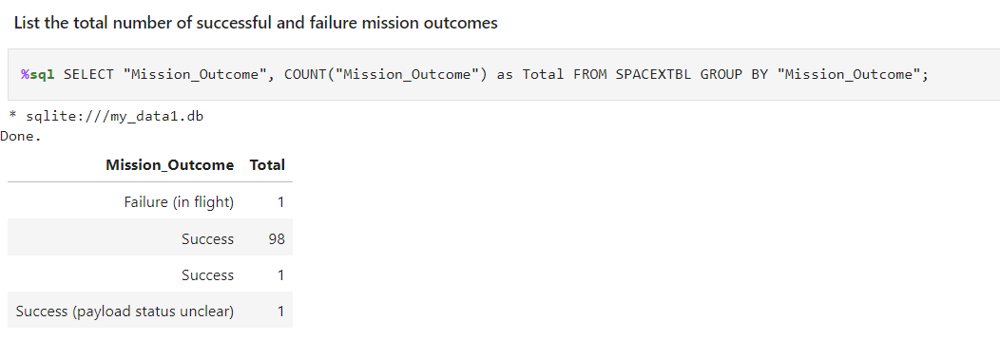 List the total number of successful and failure mission outcomes
%sql SELECT "Mission_Outcome", COUNT("Mission_Outcome") as Total FROM SPACEXTBL GROUP BY "Mission_Outcome";
* sqlite:///my_data1.db
Done.
Mission_Outcome Total
Failure (in flight) 1
Success 98
Success 1
Success (payload status unclear) 1